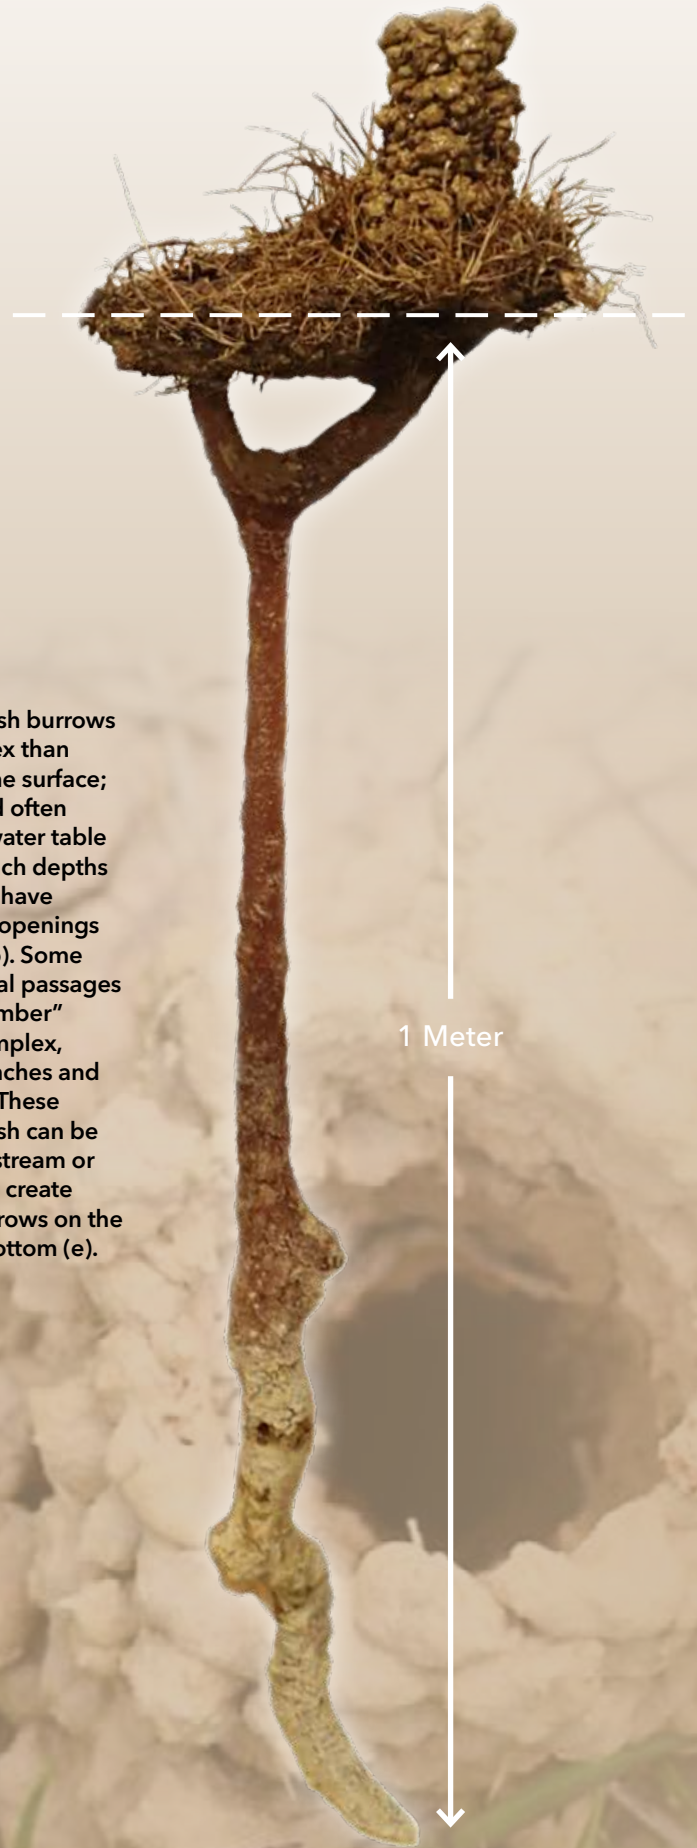 sh burrows
ex than
ne surface;
d often
water table
ch depths
have
openings
). Some
al passages
mber”
mplex,
nches and
These
sh can be
stream or
create
rows on the
ottom (e).
1 Meter